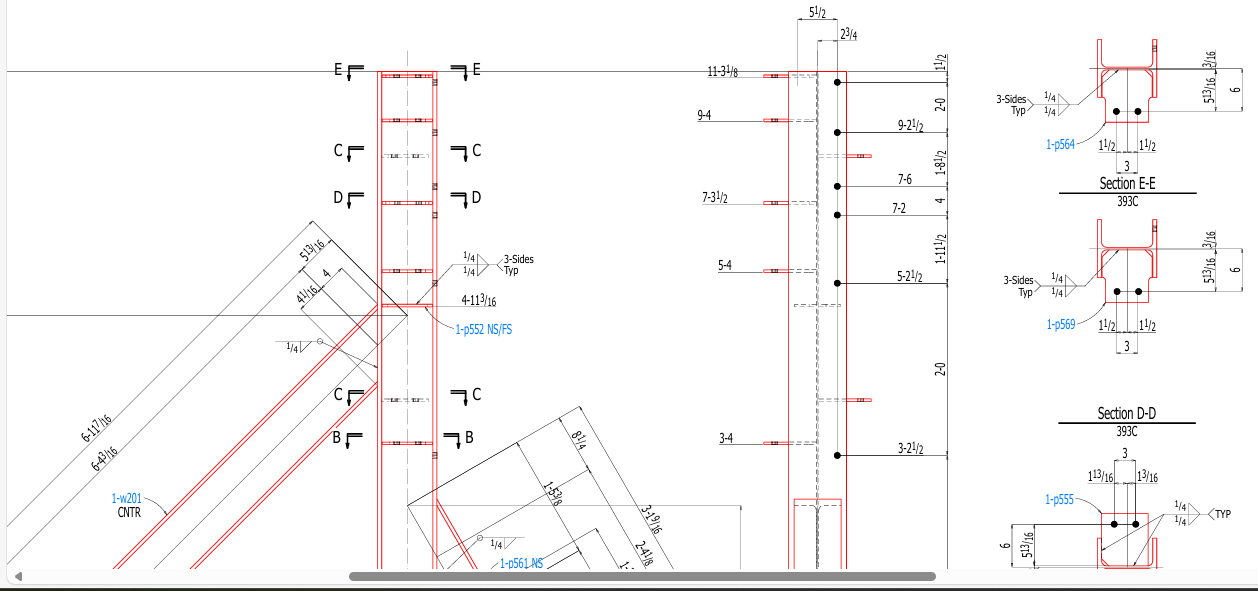 5 1/2
2 3/4
E E
11-3 1/8
1 1/2
2-0
9-4
9-2 1/2
C C
1-8 1/2
7-6
D D
7-3 1/2
4
7-2
1-11 1/2
5-4
5-2 1/2
1/4
1/4
3-Sides
Typ
4-11 3/16
1-p552 NS/FS
5 13/16
4
4 1/16
1/4
2-0
C C
B B
3-4
3-2 1/2
6-11 7/16
6-4 3/16
1-w201
CNTR
8 1/4
1-5 3/8
3-1 9/16
2-4 1/8
1/4
1-p561 NS
3/16
5 13/16
6
3-Sides
Typ
1/4
1/4
1-p564
1 1/2 1 1/2
3
Section E-E
393C
3/16
5 13/16
6
3-Sides
Typ
1/4
1/4
1-p569
1 1/2 1 1/2
3
Section D-D
393C
3
1 13/16 1 3/16
1-p555
1/4
1/4
TYP
6
5 13/16